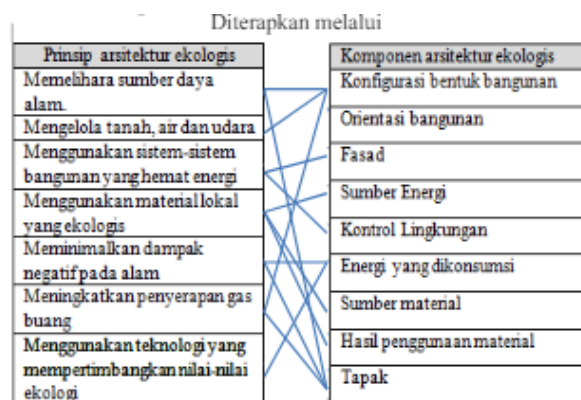 Diterapkan melalui
Prinsip arsitektur ekologis
Memelihara sumber daya
alam.
Mengelola tanah, air dan udara
Menggunakan sistem-sistem
bangunan yang hemat energi
Menggunakan material lokal
yang ekologis
Meminimalkan dampak
negatif pada alam
Meningkatkan penyerapan gas
buang
Menggunakan teknologi yang
mempertimbangkan nilai-nilai
ekologi
Komponen arsitektur ekologis
Konfigurasi bentuk bangunan
Orientasi bangunan
Fasad
Sumber Energi
Kontrol Lingkungan
Energi yang dikonsumsi
Sumber material
Hasil penggunaan material
Tapak